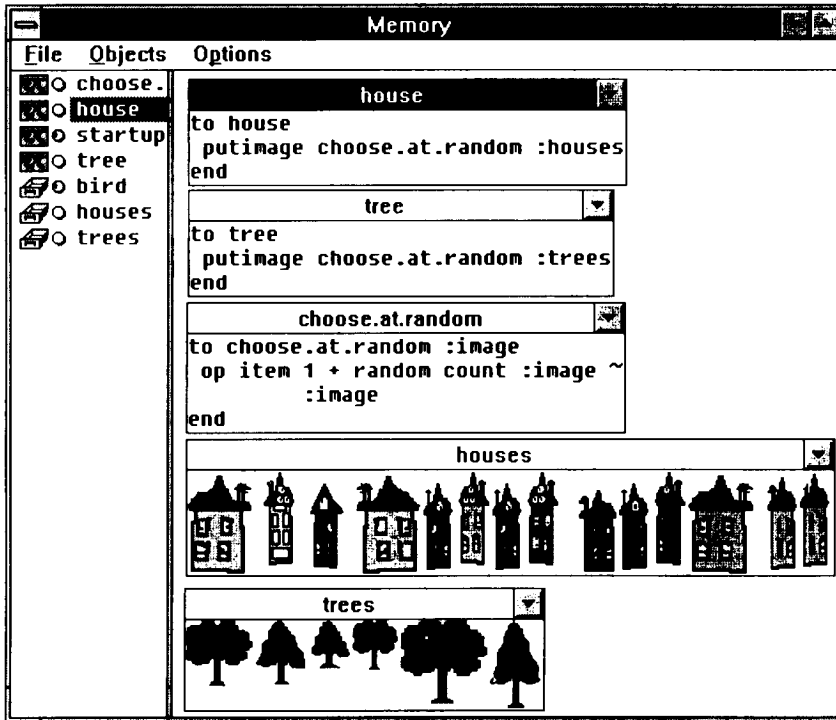 Memory
File Objects Options
choose.
house
startup
tree
bird
houses
trees
house
to house
putimage choose.at.random :houses
end
tree
to tree
putimage choose.at.random :trees
end
choose.at.random
to choose.at.random :image
op item 1 + random count :image ~
:image
end
houses
trees